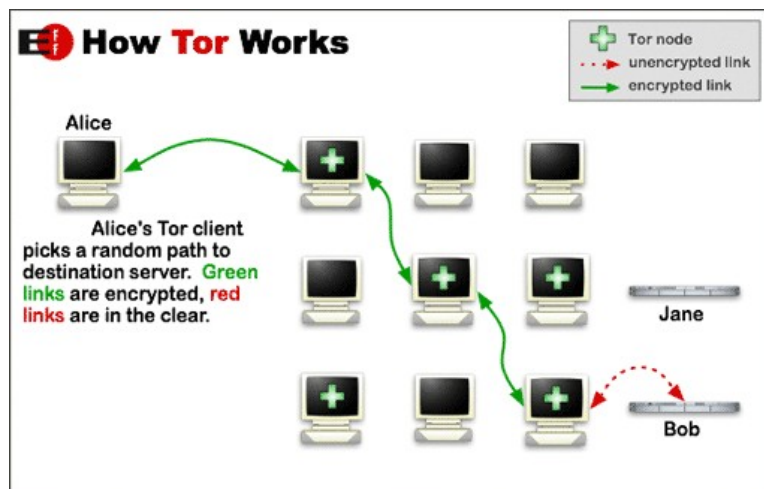 EFF How Tor Works
Tor node
unencrypted link
encrypted link
Alice
Alice's Tor client
picks a random path to
destination server. Green
links are encrypted, red
links are in the clear.
Jane
Bob